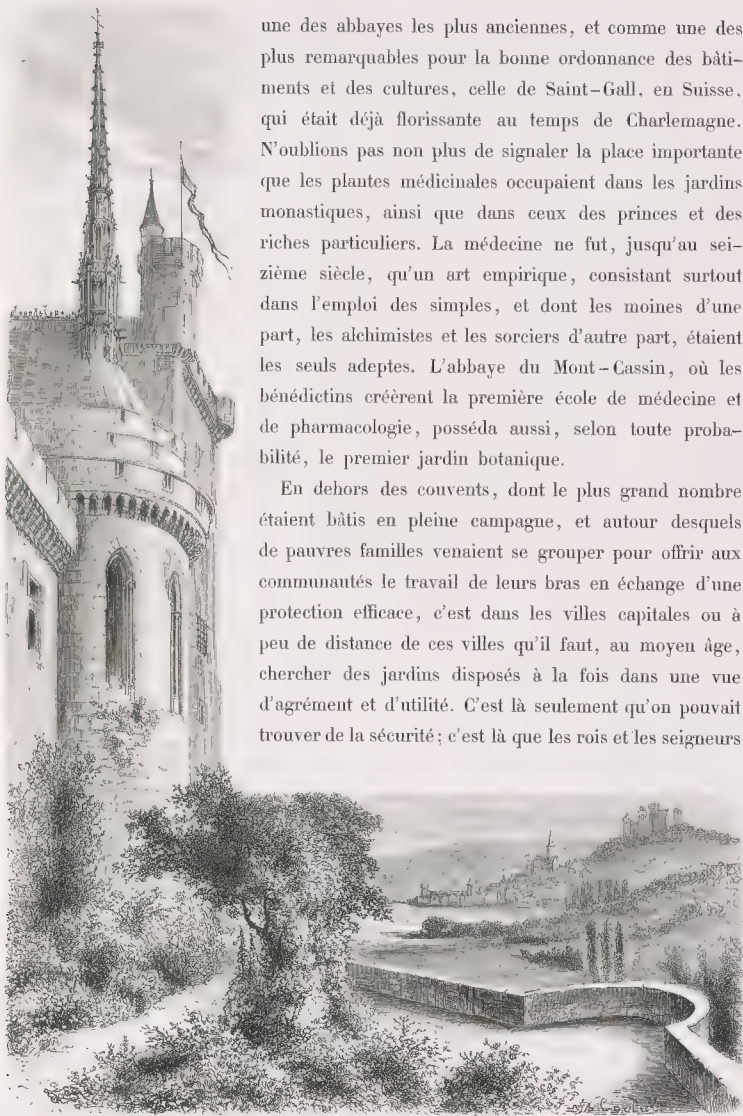 une des abbayes les plus anciennes, et comme une des
plus remarquables pour la bonne ordonnance des bâti-
ments et des cultures, celle de Saint-Gall, en Suisse,
qui était déjà florissante au temps de Charlemagne.
N'oublions pas non plus de signaler la place importante
que les plantes médicinales occupaient dans les jardins
monastiques, ainsi que dans ceux des princes et des
riches particuliers. La médecine ne fut, jusqu'au sei-
zième siècle, qu'un art empirique, consistant surtout
dans l'emploi des simples, et dont les moines d'une
part, les alchimistes et les sorciers d'autre part, étaient
les seuls adeptes. L'abbaye du Mont-Cassin, où les
bénédictins créèrent la première école de médecine et
de pharmacologie, posséda aussi, selon toute proba-
bilité, le premier jardin botanique.
En dehors des couvents, dont le plus grand nombre
étaient bâtis en pleine campagne, et autour desquels
de pauvres familles venaient se grouper pour offrir aux
communautés le travail de leurs bras en échange d'une
protection efficace, c'est dans les villes capitales ou à
peu de distance de ces villes qu'il faut, au moyen âge,
chercher des jardins disposés à la fois dans une vue
d'agrément et d'utilité. C'est là seulement qu'on pouvait
trouver de la sécurité; c'est là que les rois et les seigneurs